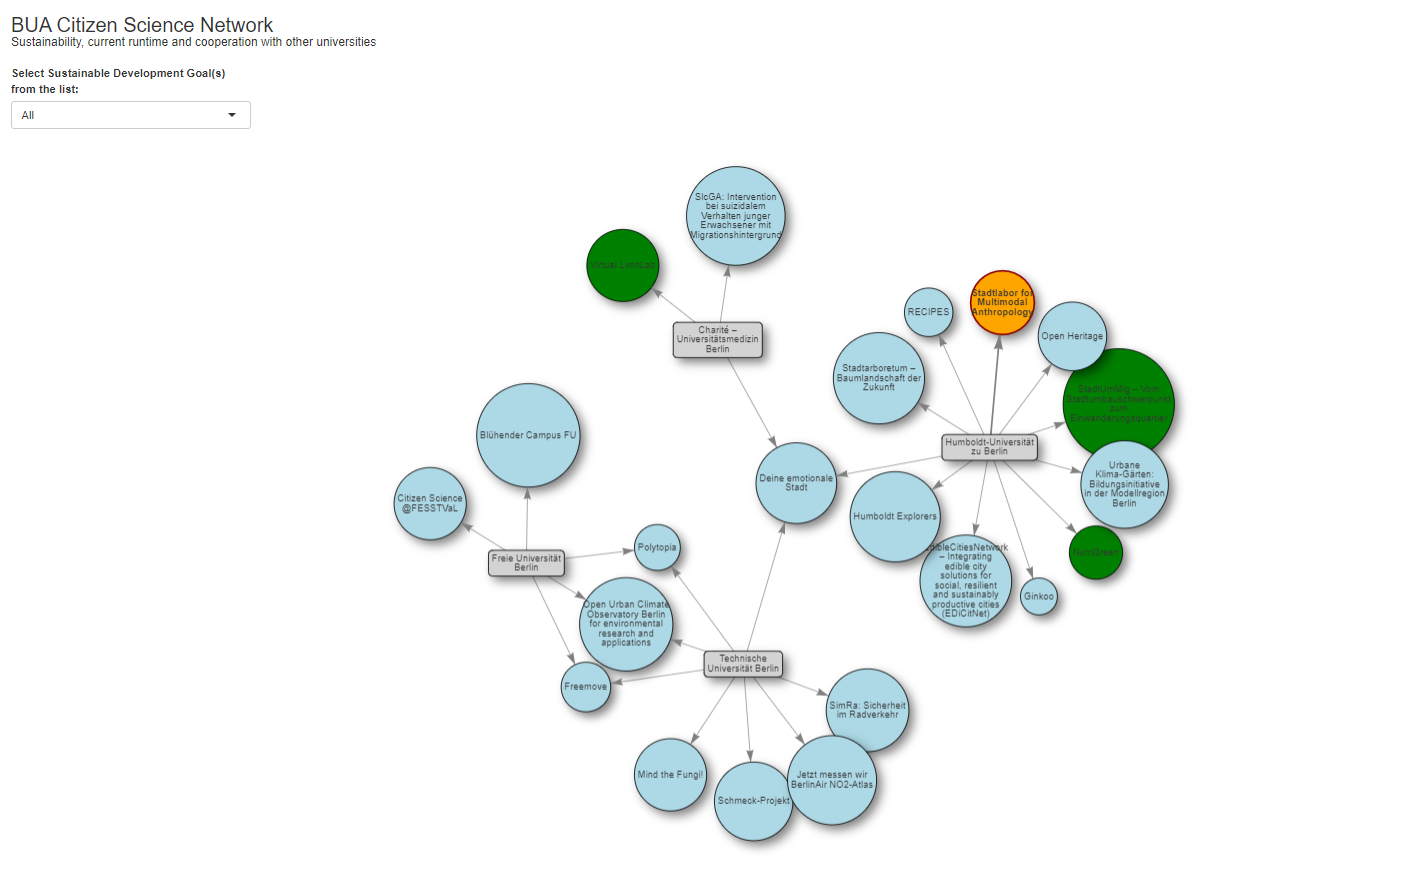 BUA Citizen Science Network
Sustainability, current runtime and cooperation with other universities
Select Sustainable Development Goal(s)
from the list:
All
SIcGA: Intervention
bei suizidalem
Verhalten junger
Erwachsener mit
Migrationshintergrund
Virtual LimbLab
Charité –
Universitätsmedizin
Berlin
RECIPES
Stadtlabor for
Multimodal
Anthropology
Open Heritage
Stadtarboretum –
Baumlandschaft der
Zukunft
StadtUmMig – Vom
Stadtumbauschwerpunkt
zum
Einwanderungsquartier
Humboldt-Universität
zu Berlin
Blühender Campus FU
Deine emotionale
Stadt
Urbane
Klima-Gärten:
Bildungsinitiative
in der Modellregion
Berlin
Citizen Science
@FESSTVaL
Humboldt Explorers
Freie Universität
Berlin
Polytopia
EdibleCitiesNetwork
– Integrating
edible city
solutions for
social, resilient
and sustainably
productive cities
(EDiCitNet)
NutriGreen
Ginkoo
Open Urban Climate
Observatory Berlin
for environmental
research and
applications
Technische
Universität Berlin
Freemove
SimRa: Sicherheit
im Radverkehr
Mind the Fungi!
Schmeck-Projekt
Jetzt messen wir
BerlinAir NO2-Atlas